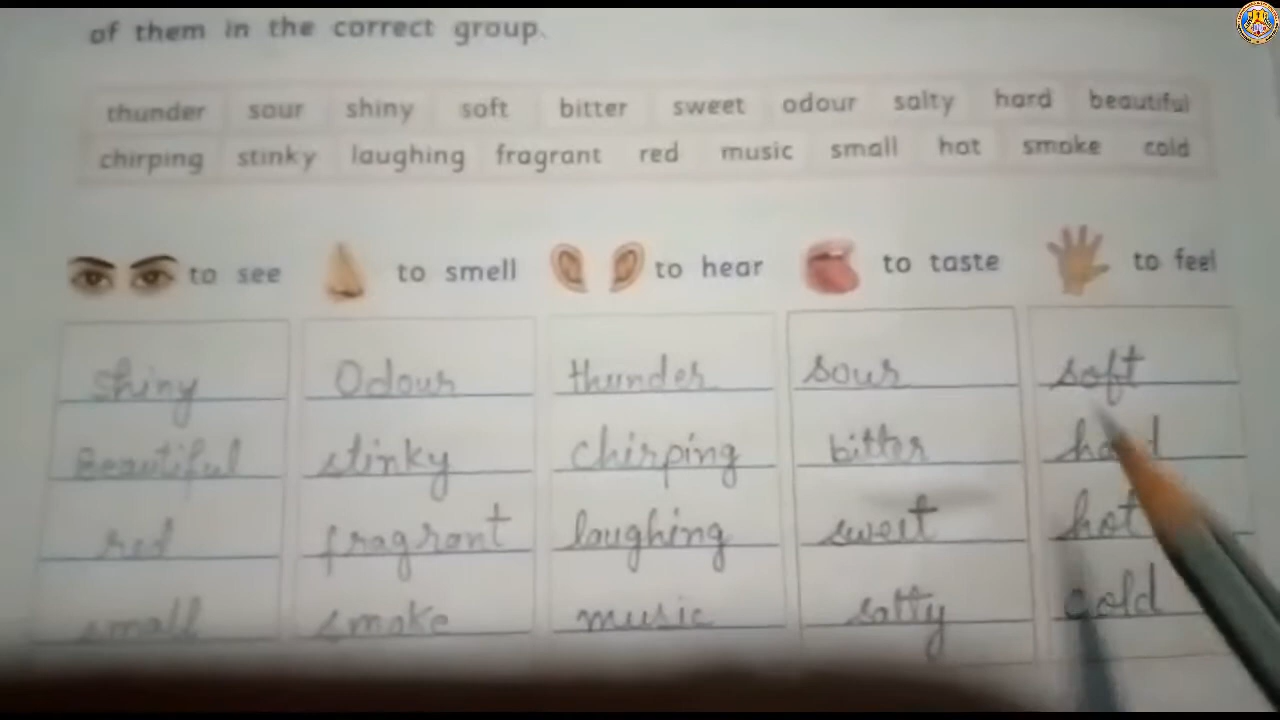 of them in the correct group.
thunder sour shiny soft bitter sweet odour salty hard beautiful
chirping stinky laughing fragrant red music small hot smoke cold
to see to smell to hear to taste to feel
shiny Odour thunder sour soft
Beautiful stinky chirping bitter hard
red fragrant laughing sweet hot
small smoke music salty cold